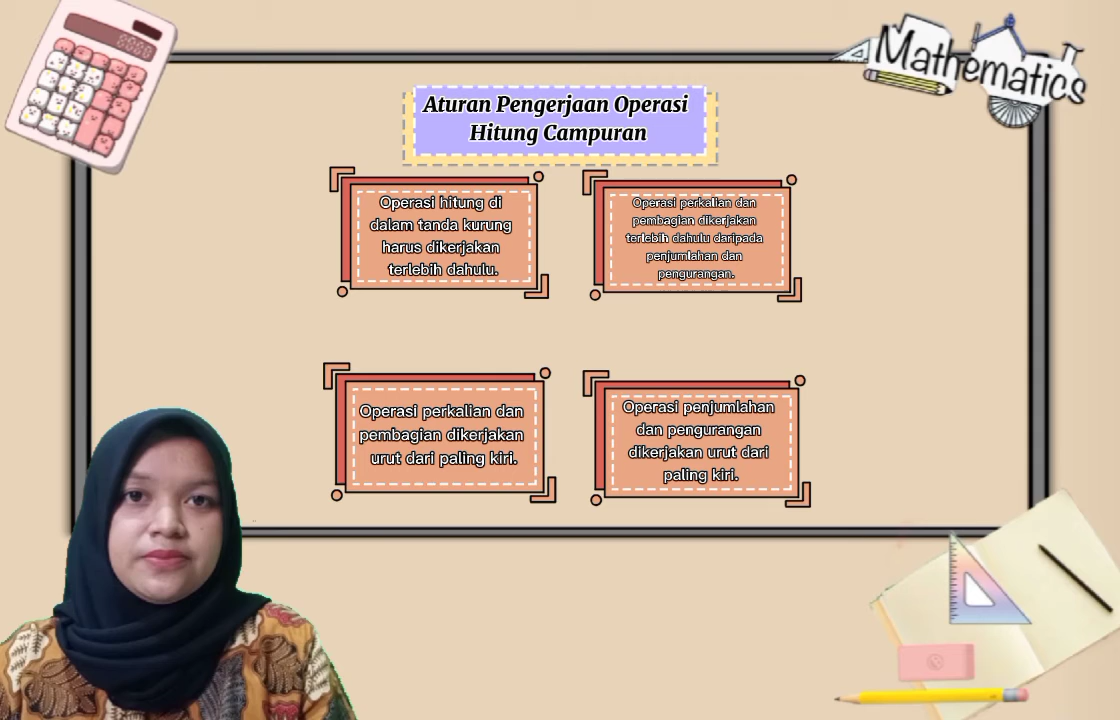 Mathematics
Aturan Pengerjaan Operasi
Hitung Campuran
Operasi hitung di
dalam tanda kurung
harus dikerjakan
terlebih dahulu.
Operasi perkalian dan
pembagian dikerjakan
terlebih dahulu daripada
penjumlahan dan
pengurangan.
Operasi perkalian dan
pembagian dikerjakan
urut dari paling kiri.
Operasi penjumlahan
dan pengurangan
dikerjakan urut dari
paling kiri.